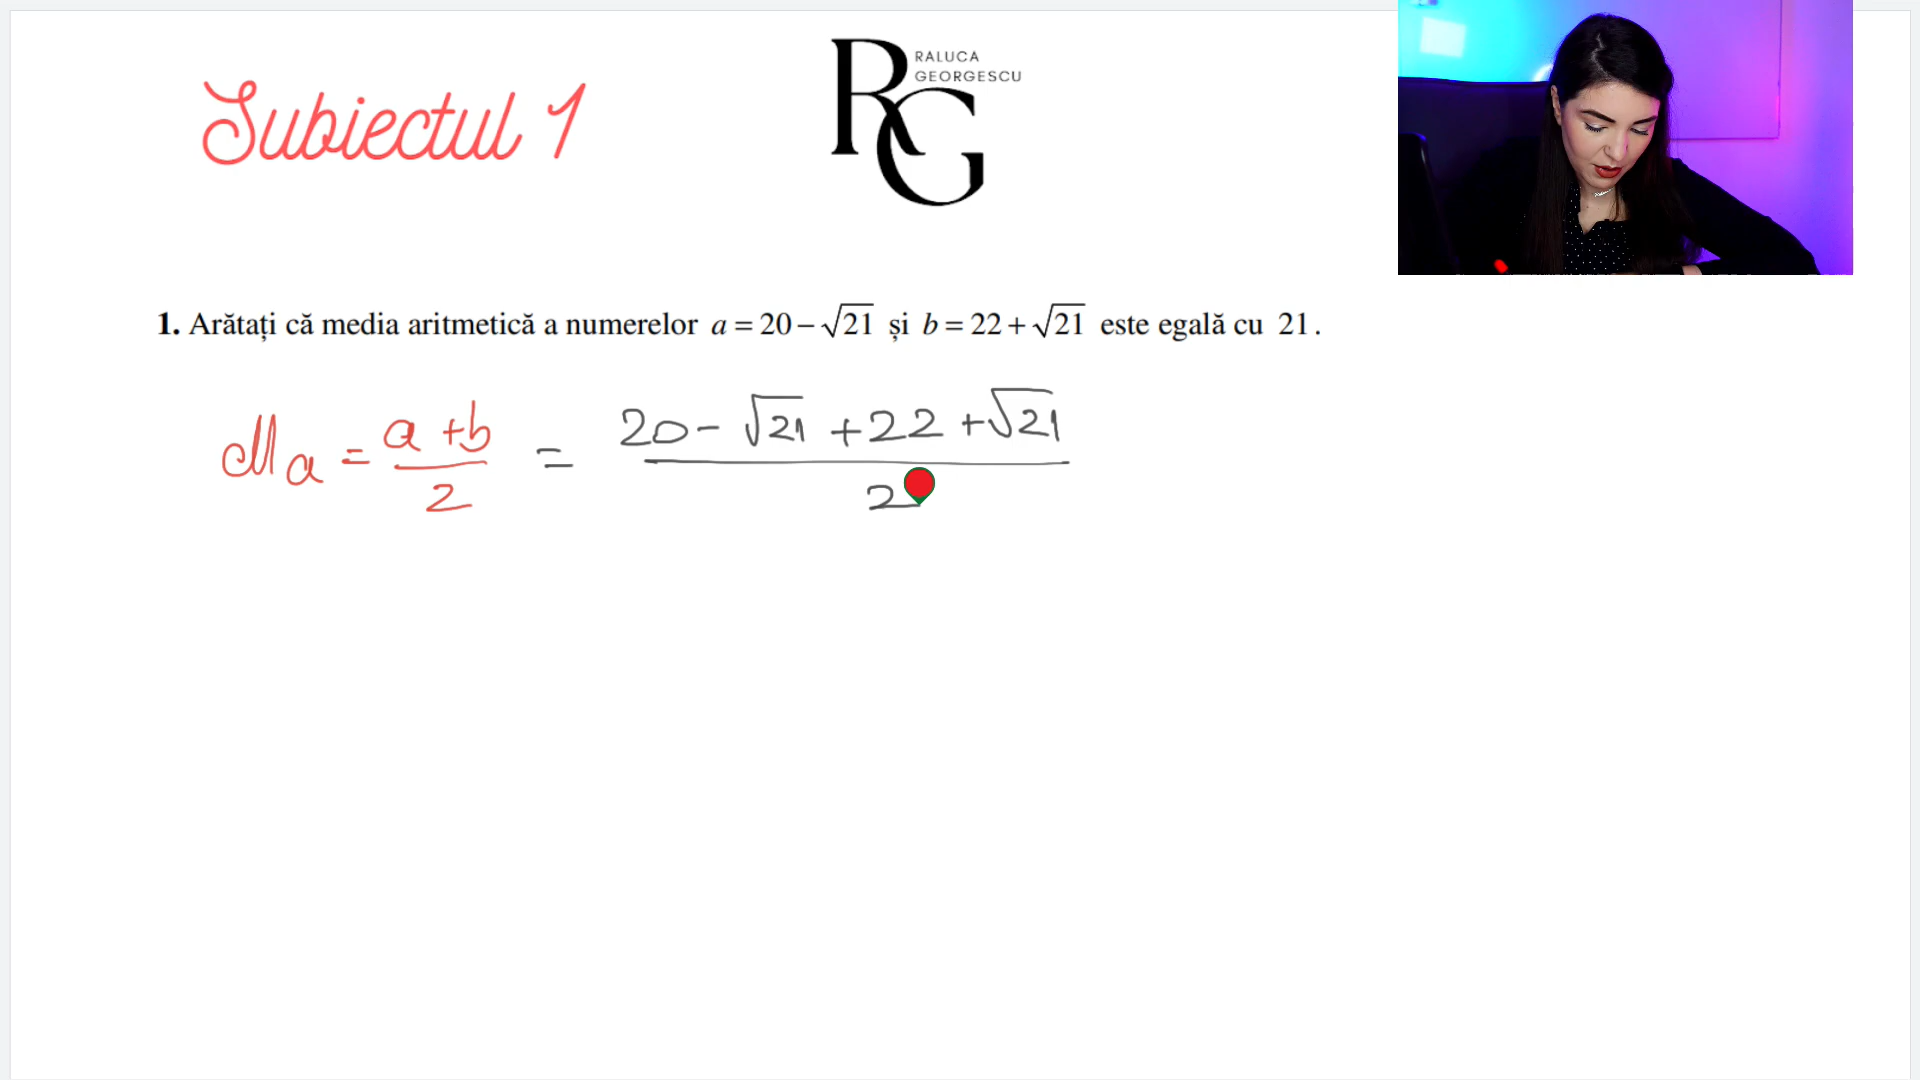 Subiectul 1
RG
RALUCA
GEORGESCU
1. Arătați că media aritmetică a numerelor a = 20 − √21 și b = 22 + √21 este egală cu 21.
Ma = (a + b)/2 = (20 − √21 + 22 + √21)/2